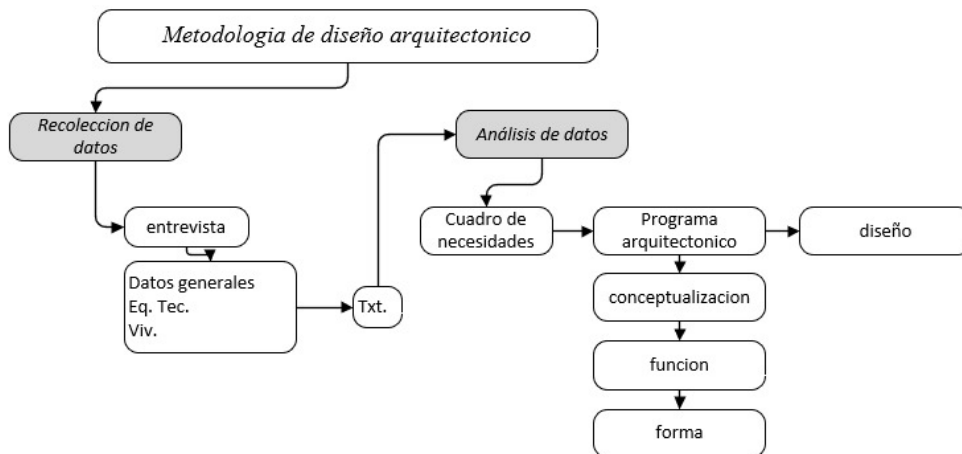 Metodologia de diseño arquitectonico
Recoleccion de
datos
entrevista
Datos generales
Eq. Tec.
Viv.
Txt.
Análisis de datos
Cuadro de
necesidades
Programa
arquitectonico
diseño
conceptualizacion
funcion
forma